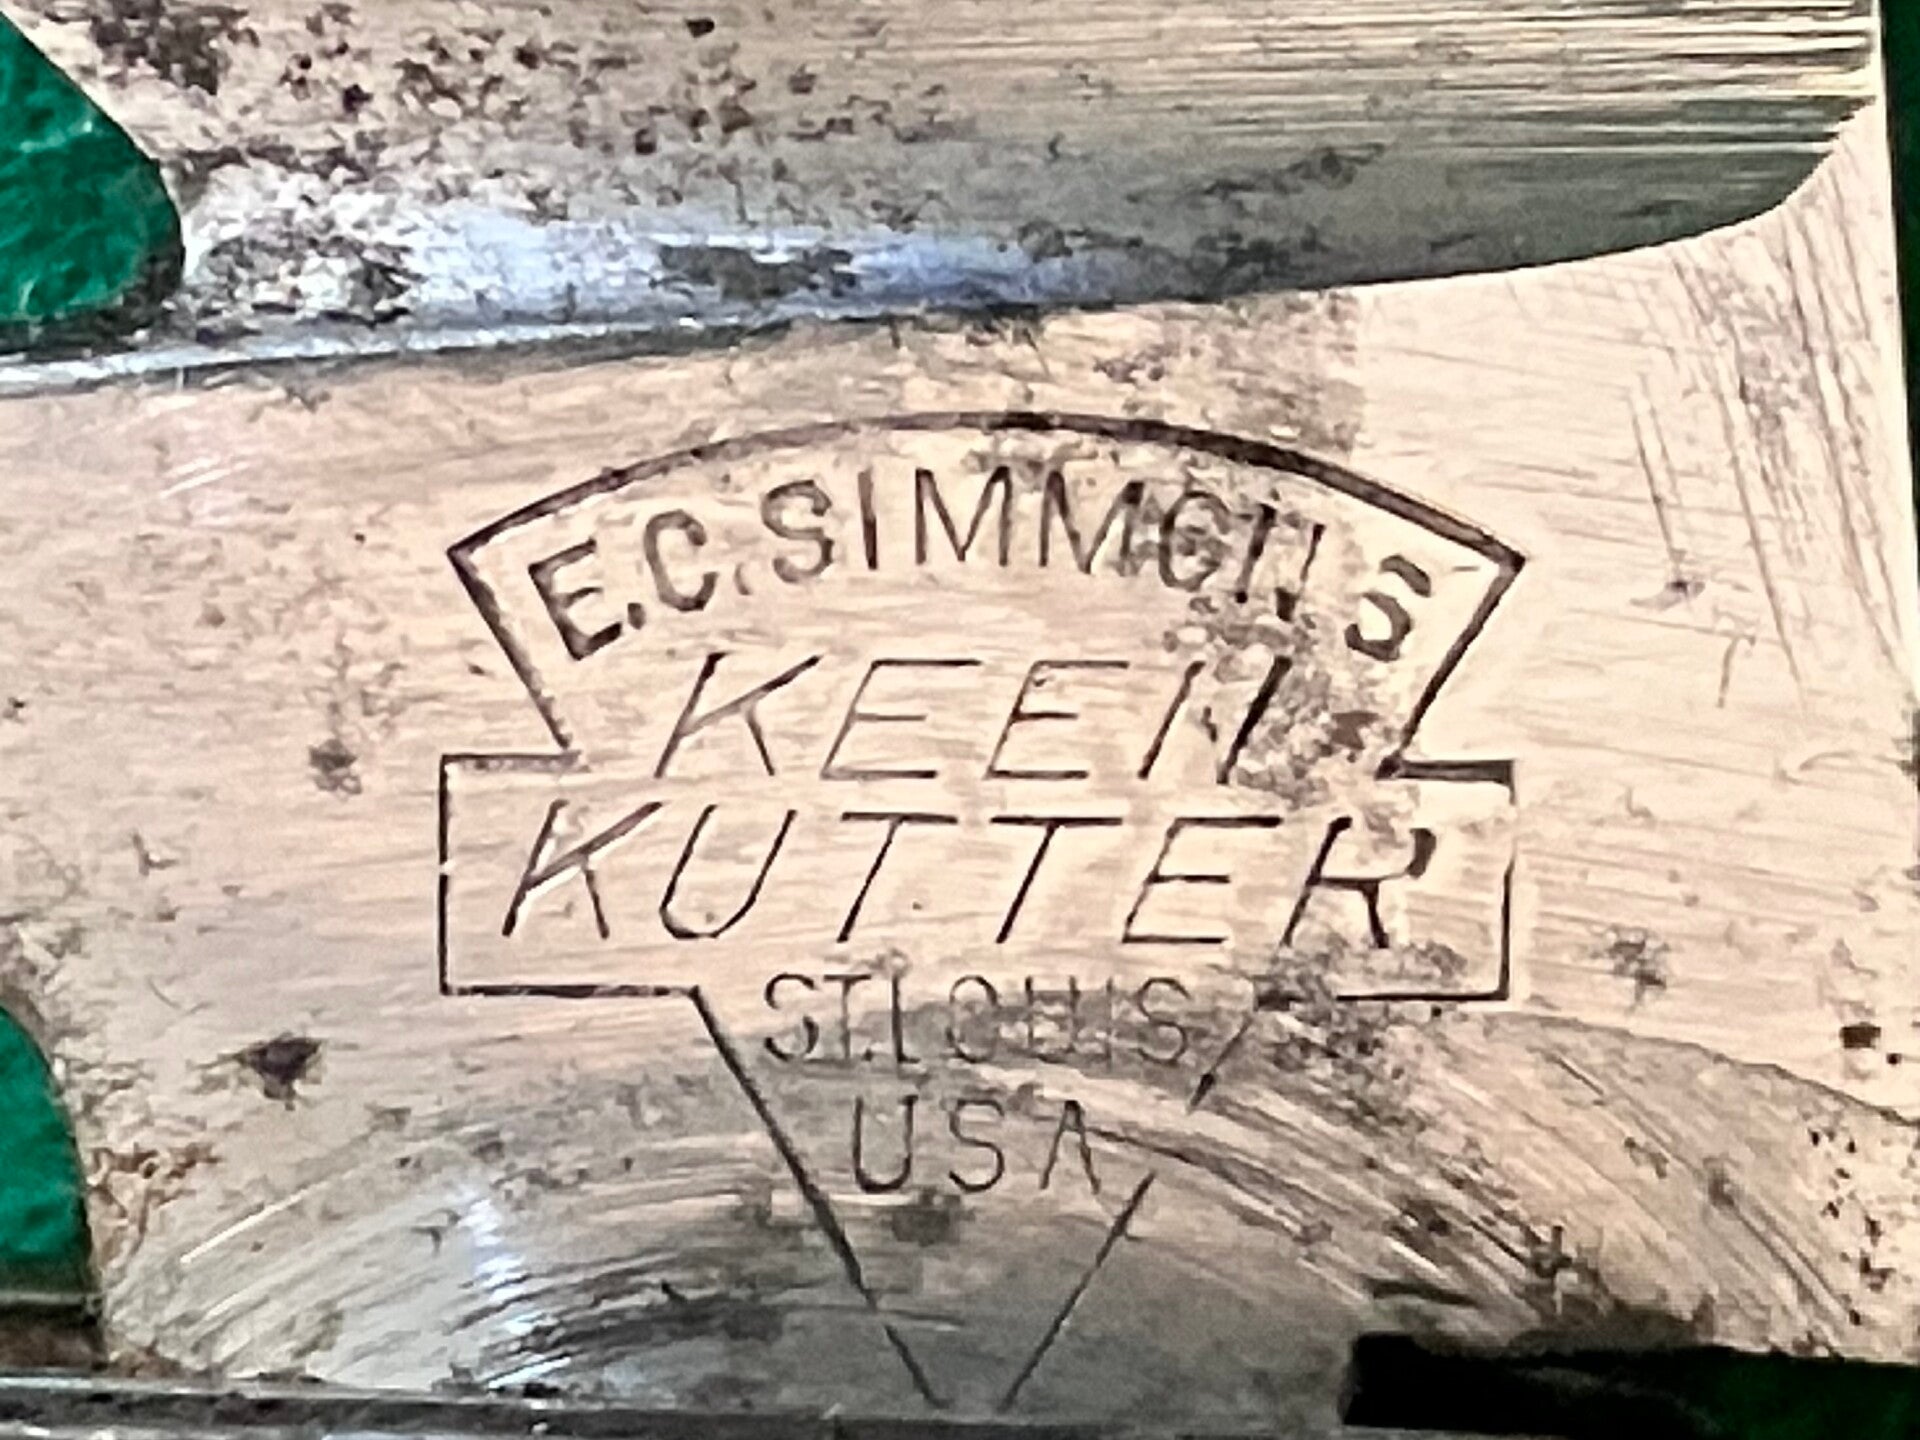 E.C. SIMMONS
KEEN
KUTTER
ST. LOUIS
USA